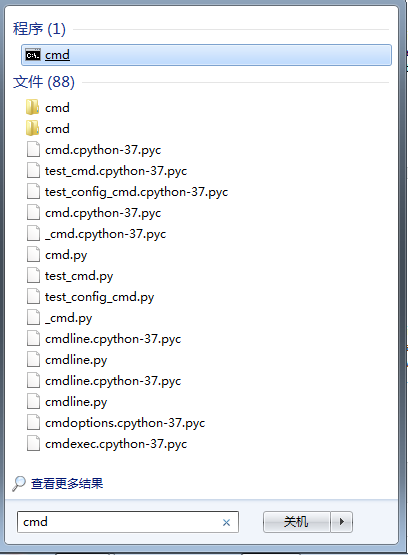 程序 (1)
cmd
文件 (88)
cmd
cmd
cmd.cpython-37.pyc
test_cmd.cpython-37.pyc
test_config_cmd.cpython-37.pyc
cmd.cpython-37.pyc
_cmd.cpython-37.pyc
cmd.py
test_cmd.py
test_config_cmd.py
_cmd.py
cmdline.cpython-37.pyc
cmdline.py
cmdline.cpython-37.pyc
cmdline.py
cmdoptions.cpython-37.pyc
cmdexec.cpython-37.pyc
查看更多结果
cmd 关机